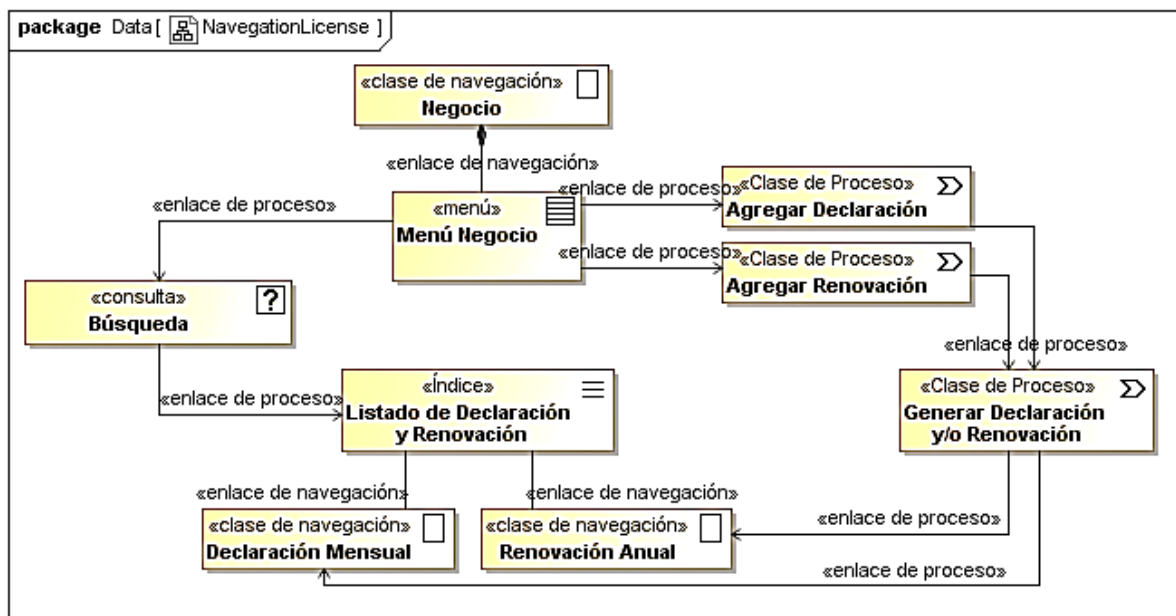 package Data[ NavegationLicense ]
«clase de navegación»
Negocio
«enlace de navegación»
«menú»
Menú Negocio
«enlace de proceso»
«Clase de Proceso»
Agregar Declaración
«enlace de proceso»
«Clase de Proceso»
Agregar Renovación
«enlace de proceso»
«consulta»
?
Búsqueda
«enlace de proceso»
«enlace de proceso»
«Índice»
Listado de Declaración
y Renovación
«Clase de Proceso»
Generar Declaración
y/o Renovación
«enlace de navegación»
«enlace de navegación»
«clase de navegación»
Declaración Mensual
«clase de navegación»
Renovación Anual
«enlace de proceso»
«enlace de proceso»